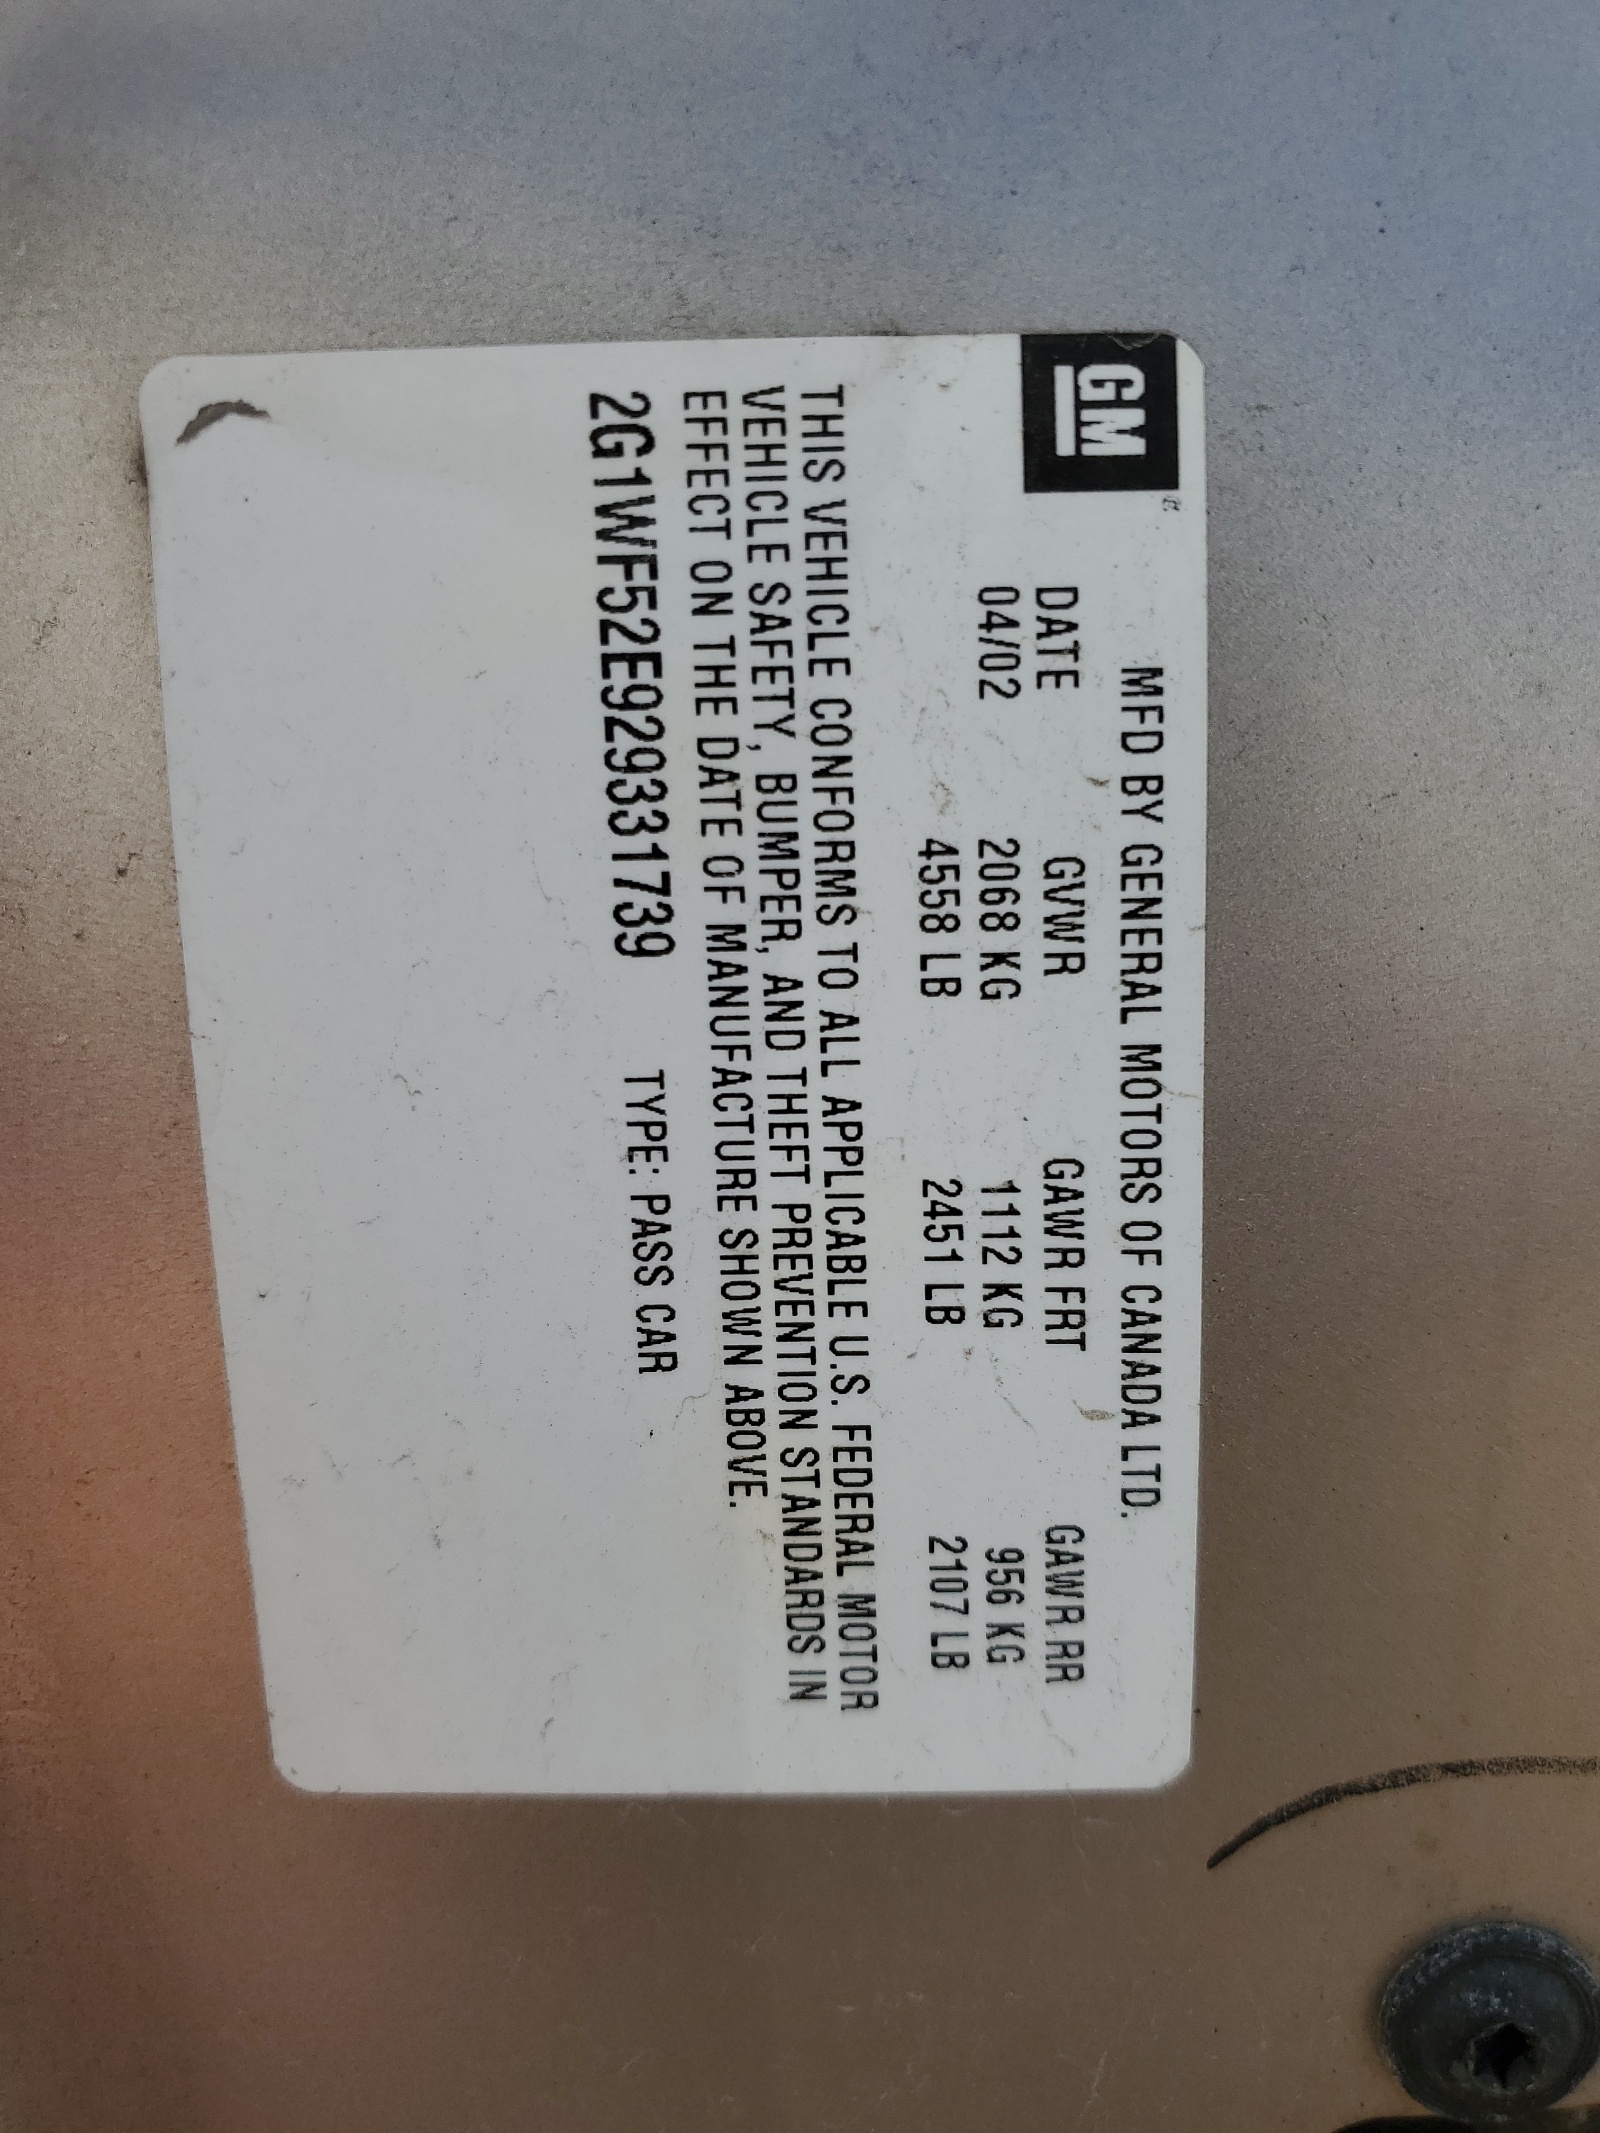 GM
MFD BY GENERAL MOTORS OF CANADA LTD.
DATE GVWR GAWR FRT GAWR RR
04/02 2068 KG 1112 KG 956 KG
4558 LB 2451 LB 2107 LB
THIS VEHICLE CONFORMS TO ALL APPLICABLE U.S. FEDERAL MOTOR
VEHICLE SAFETY, BUMPER, AND THEFT PREVENTION STANDARDS IN
EFFECT ON THE DATE OF MANUFACTURE SHOWN ABOVE.
2G1WF52E929331739 TYPE: PASS CAR